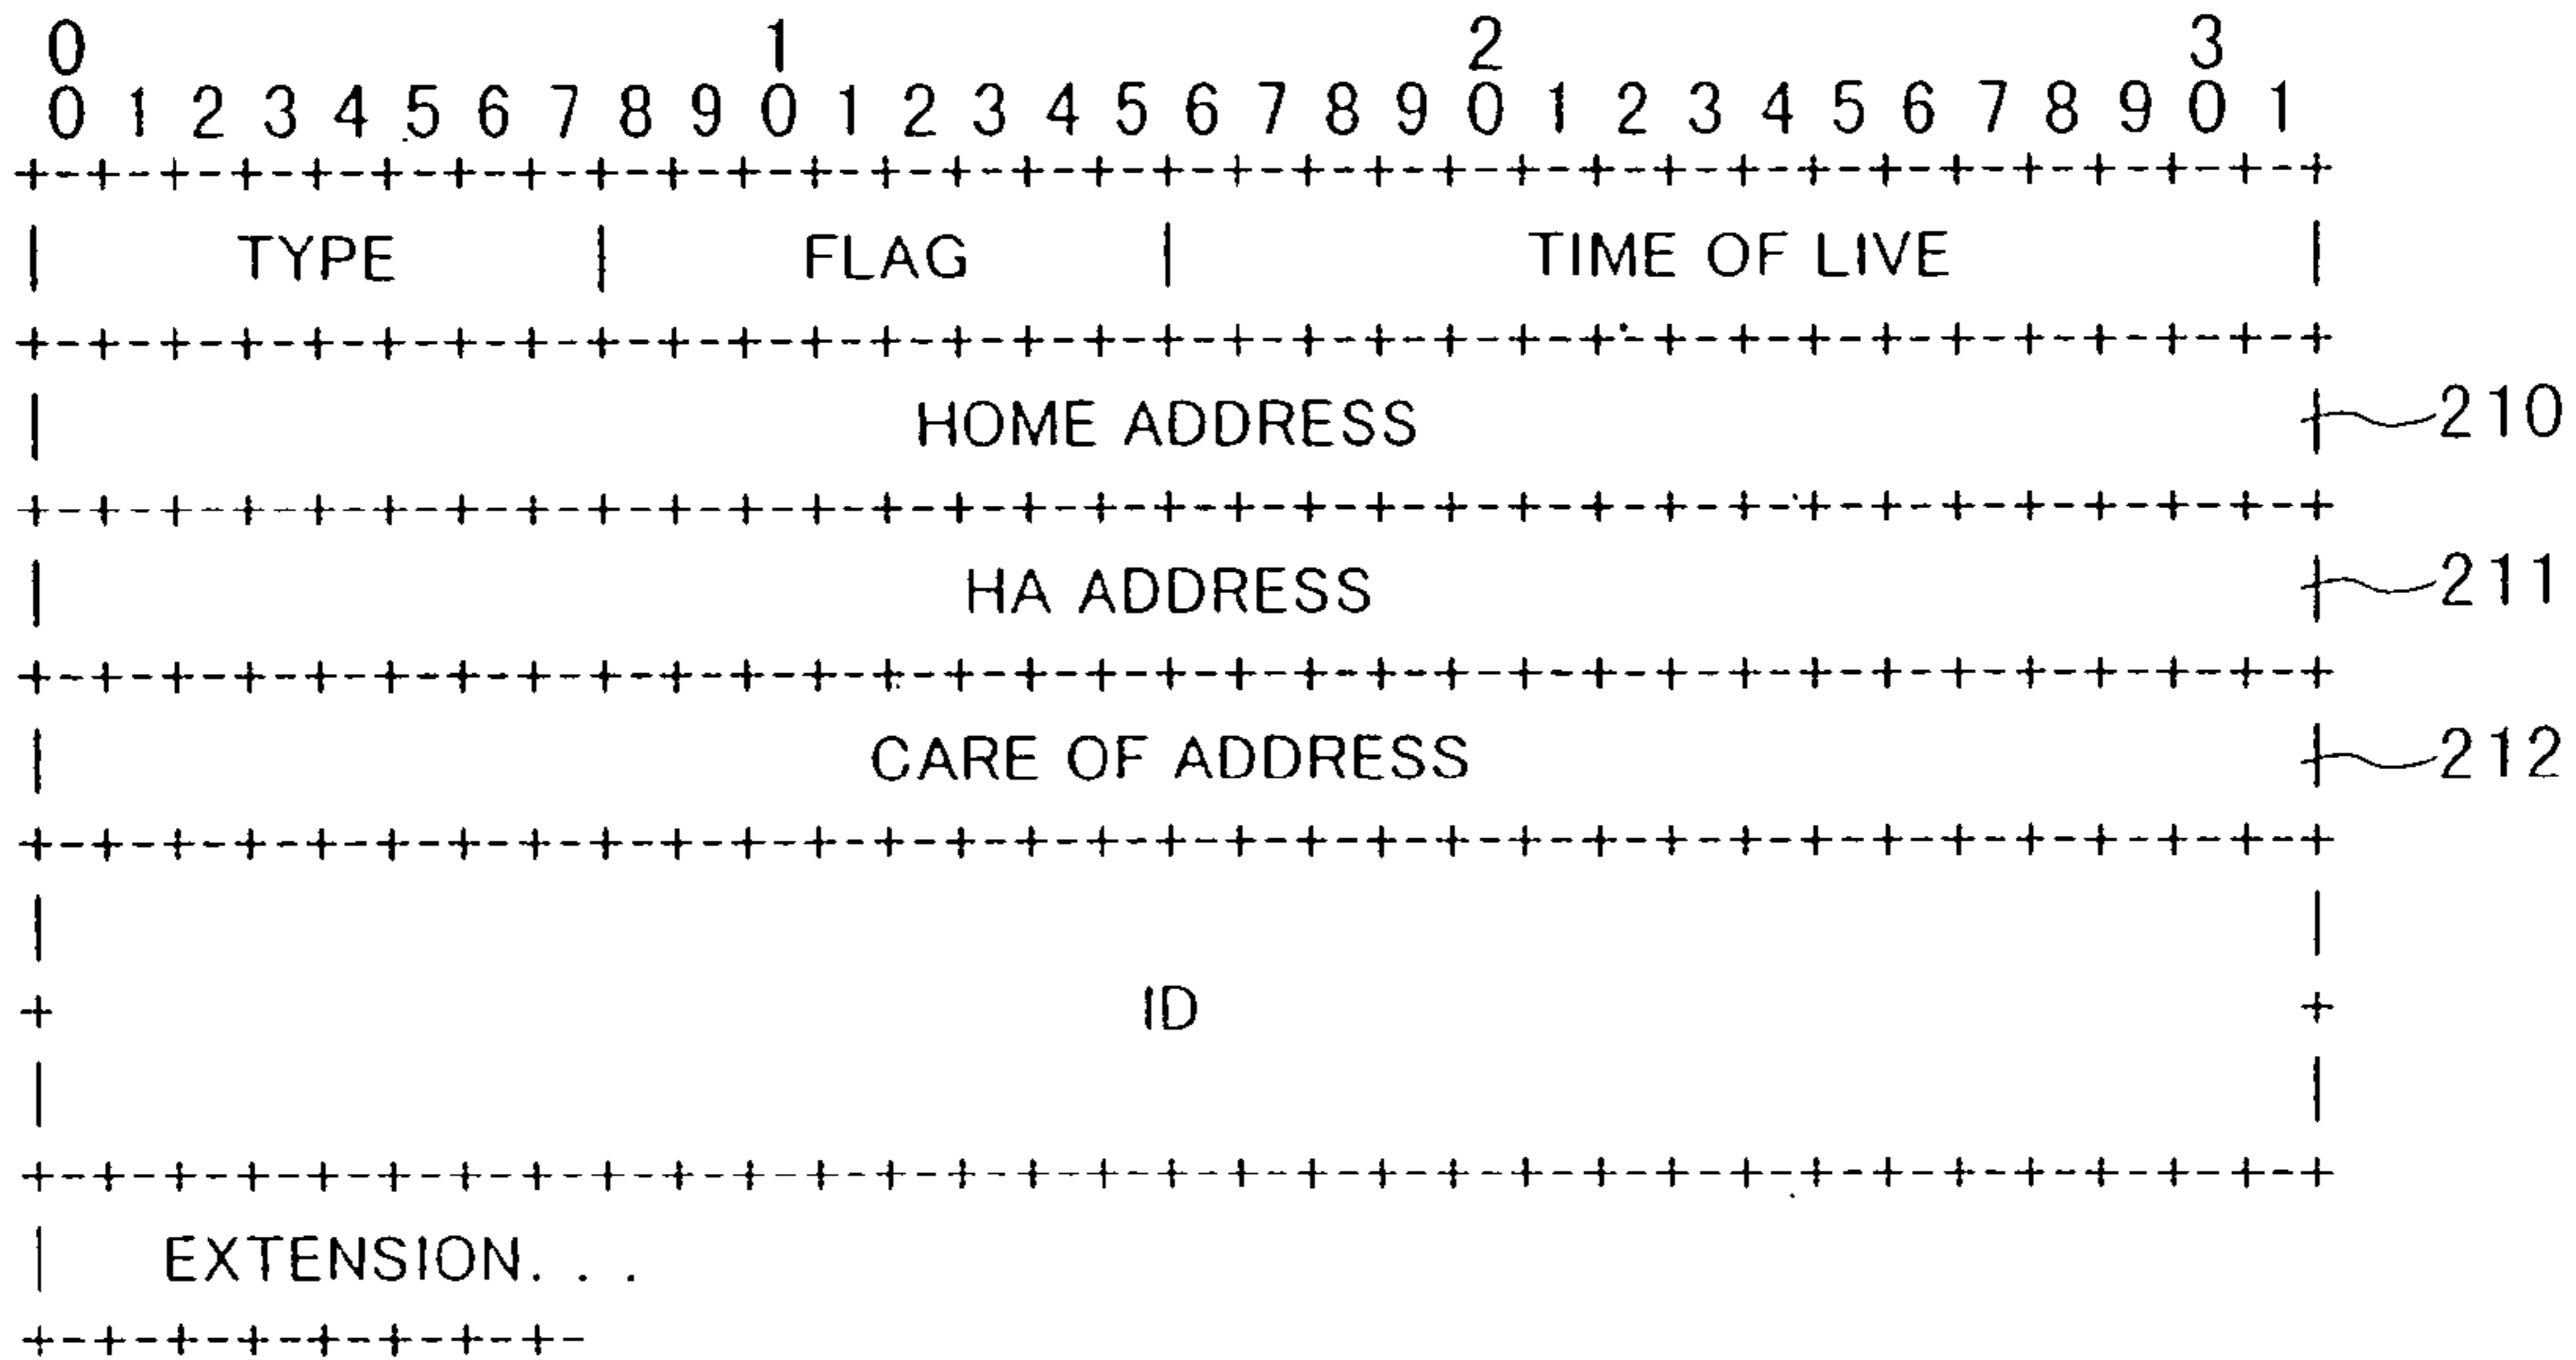 0 1 2 3
0 1 2 3 4 5 6 7 8 9 0 1 2 3 4 5 6 7 8 9 0 1 2 3 4 5 6 7 8 9 0 1
TYPE | FLAG | TIME OF LIVE
HOME ADDRESS 210
HA ADDRESS 211
CARE OF ADDRESS 212
ID
EXTENSION...